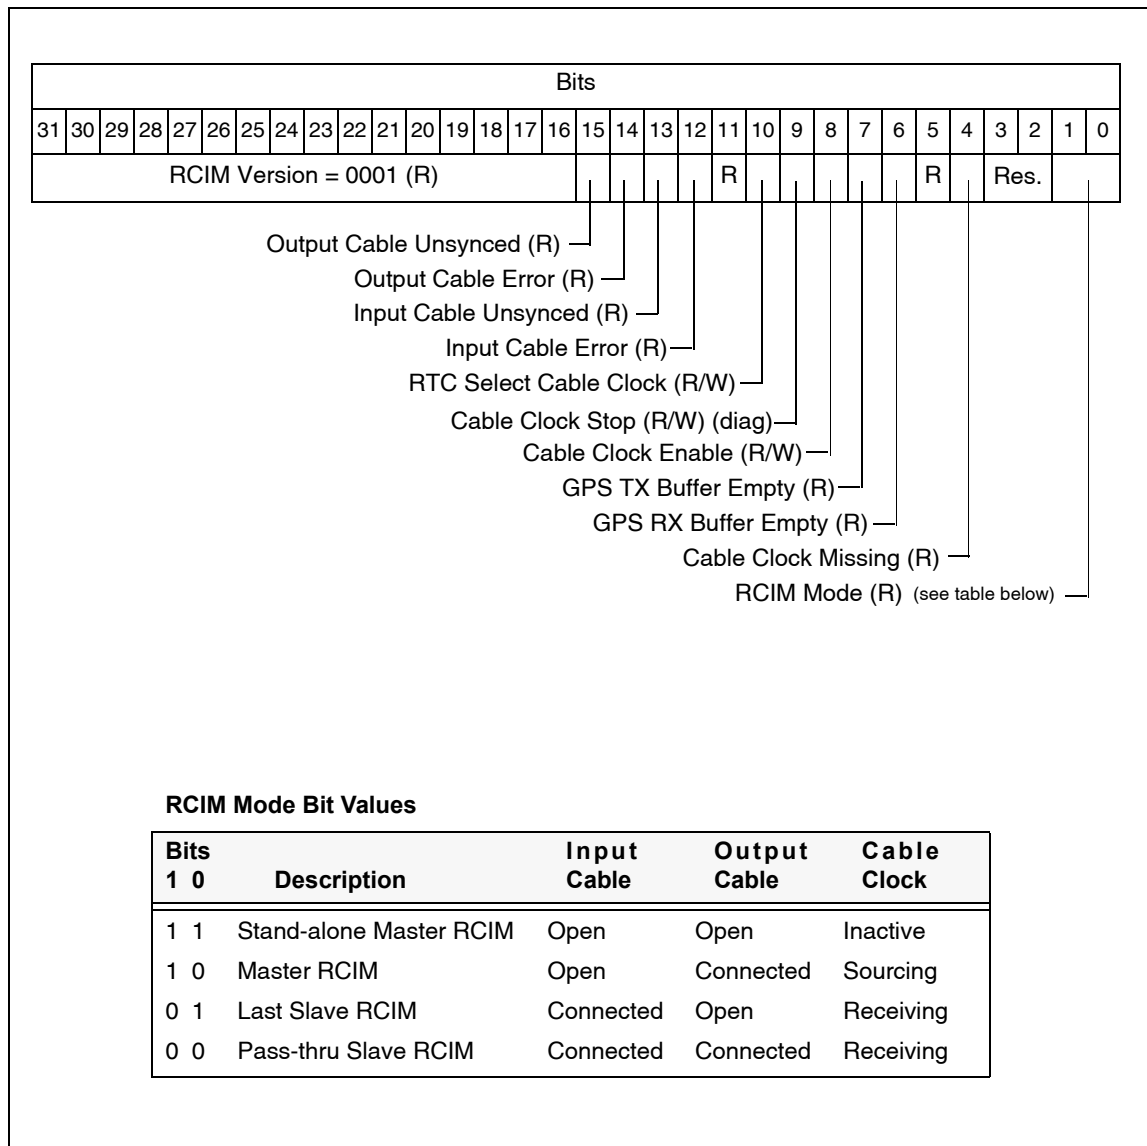 Bits
31 30 29 28 27 26 25 24 23 22 21 20 19 18 17 16 15 14 13 12 11 10 9 8 7 6 5 4 3 2 1 0
RCIM Version = 0001 (R) R R Res.
Output Cable Unsynced (R)
Output Cable Error (R)
Input Cable Unsynced (R)
Input Cable Error (R)
RTC Select Cable Clock (R/W)
Cable Clock Stop (R/W) (diag)
Cable Clock Enable (R/W)
GPS TX Buffer Empty (R)
GPS RX Buffer Empty (R)
Cable Clock Missing (R)
RCIM Mode (R) (see table below)
RCIM Mode Bit Values
Bits Input Output Cable
1 0 Description Cable Cable Clock
1 1 Stand-alone Master RCIM Open Open Inactive
1 0 Master RCIM Open Connected Sourcing
0 1 Last Slave RCIM Connected Open Receiving
0 0 Pass-thru Slave RCIM Connected Connected Receiving